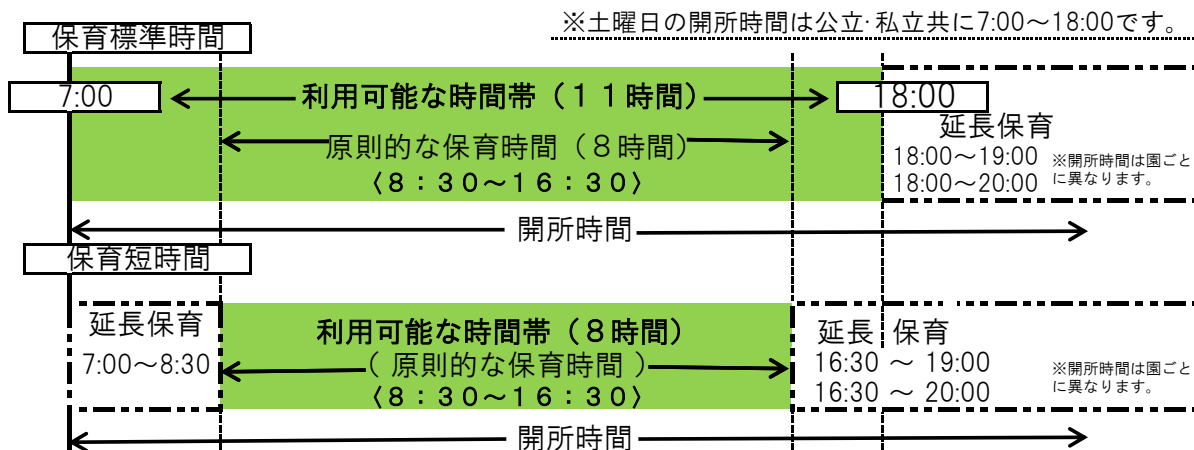 ※土曜日の開所時間は公立･私立共に7:00～18:00です。
保育標準時間
7:00
利用可能な時間帯（１１時間）
18:00
原則的な保育時間（８時間）
〈８：３０～１６：３０〉
延長保育
18:00～19:00
18:00～20:00
※開所時間は園ごと
に異なります。
開所時間
保育短時間
延長保育
7:00～8:30
利用可能な時間帯（８時間）
（ 原則的な保育時間 ）
〈８：３０～１６：３０〉
延長 保育
16:30 ～ 19:00
16:30 ～ 20:00
※開所時間は園ごと
に異なります。
開所時間